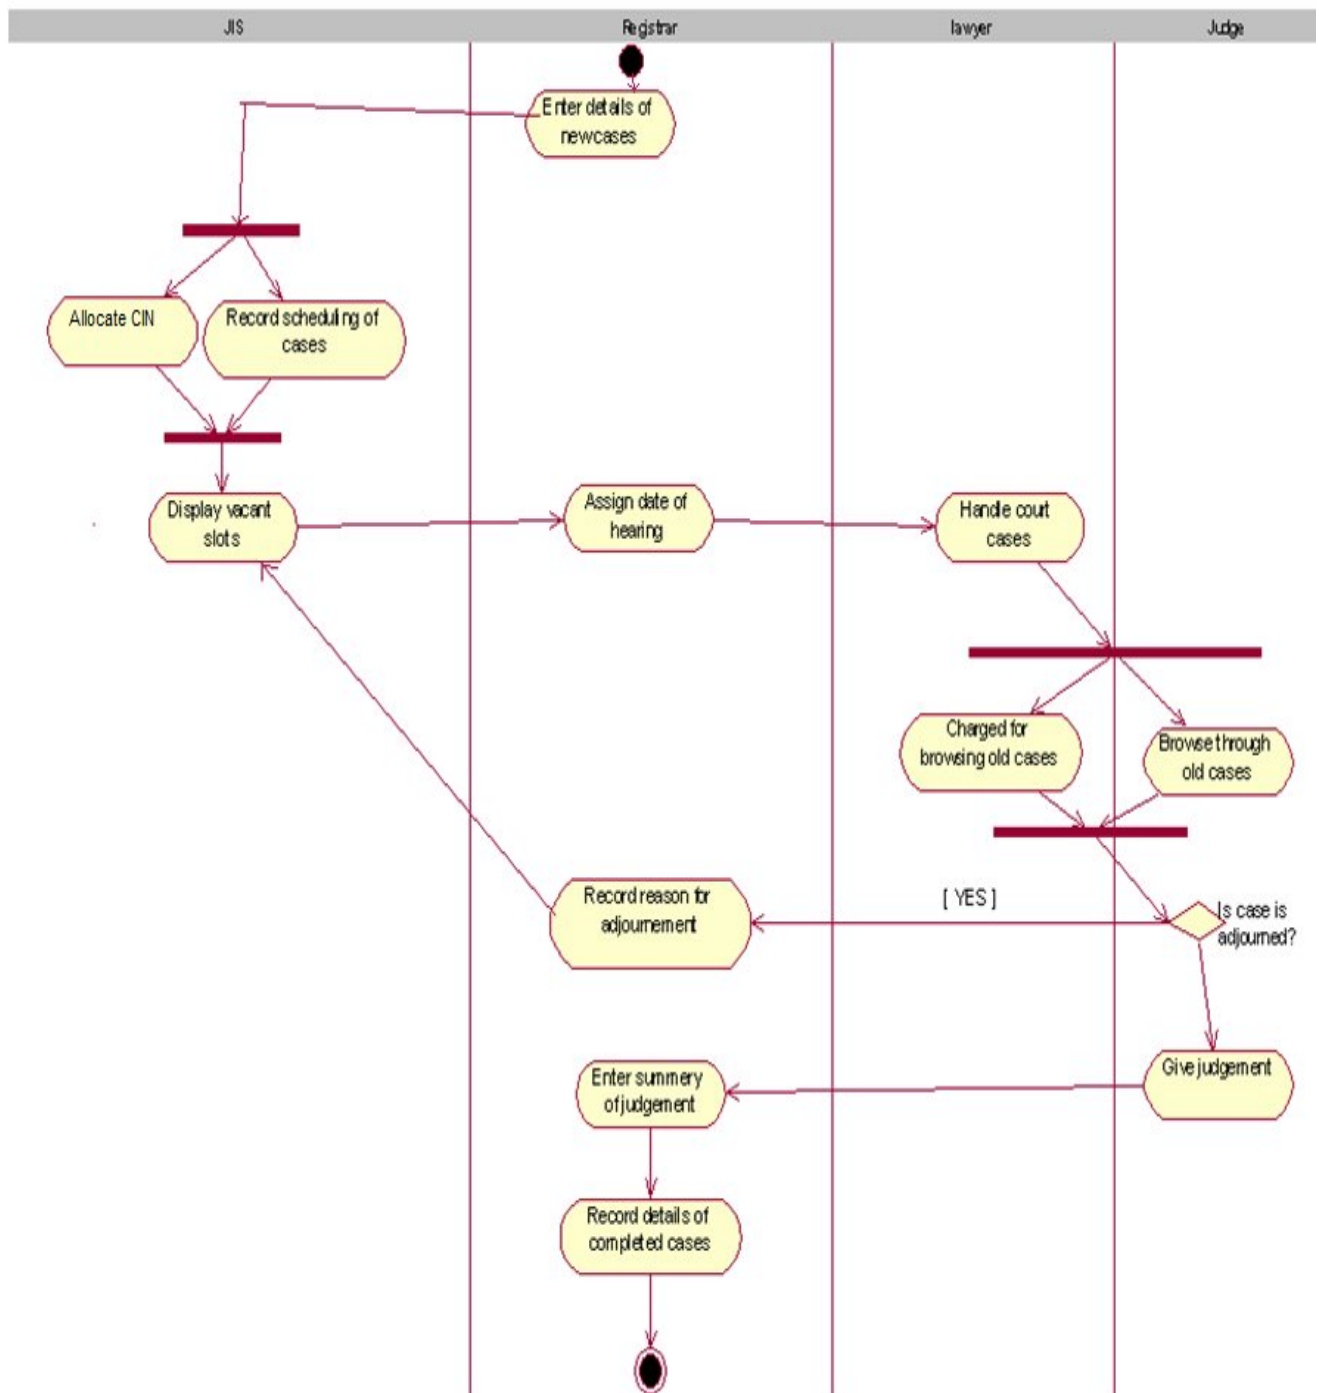 JIS
Registrar
lawyer
Judge
Enter details of
newcases
Allocate CIN
Record scheduling of
cases
Display vacant
slots
Assign date of
hearing
Handle court
cases
Charged for
browsing old cases
Browse through
old cases
Record reason for
adjournement
[ YES ]
Is case is
adjourned?
Enter summery
of judgement
Give judgement
Record details of
completed cases